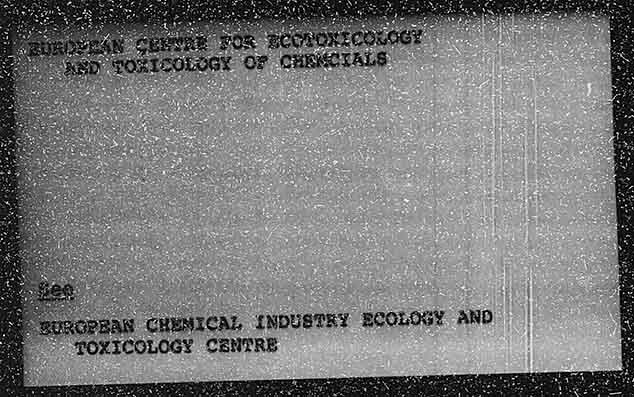 EUROPEAN CENTRE FOR ECOTOXICOLOGY
AND TOXICOLOGY OF CHEMCIALS
See
EUROPEAN CHEMICAL INDUSTRY ECOLOGY AND
TOXICOLOGY CENTRE